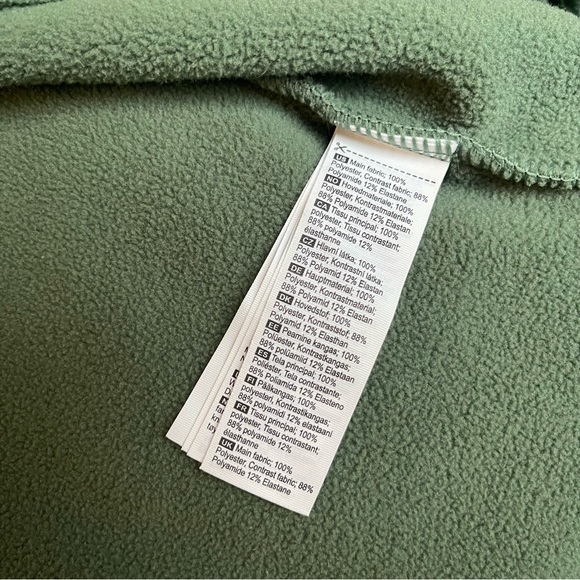 US Main fabric; 100%
Polyester, Contrast fabric; 88%
Polyamide 12% Elastane
NO Hovedmateriale; 100%
Polyester, Kontrastmateriale;
88% Polyamide 12% Elastan
CA Tissu principal; 100%
polyester, Tissu contrastant;
88% polyamide 12%
élasthanne
CZ Hlavní látka; 100%
Polyester, Kontrastní látka;
88% Polyamid 12% Elastan
DE Hauptmaterial; 100%
Polyester, Kontrastmaterial;
88% Polyamid 12% Elasthan
DK Hovedstof; 100%
Polyester, Kontraststof; 88%
Polyamid 12% Elasthan
EE Peamine kangas; 100%
Polüester, Kontrastkangas;
88% polüamiid 12% Elastaan
ES Tela principal; 100%
Poliéster, Tela contrastante;
88% Poliamida 12% Elasteno
FI Pääkangas; 100%
polyesteri, Kontrastikangas;
88% polyamidi 12% elastaani
FR Tissu principal; 100%
polyester, Tissu contrastant;
88% polyamide 12%
élasthanne
UK Main fabric; 100%
Polyester, Contrast fabric; 88%
Polyamide 12% Elastane